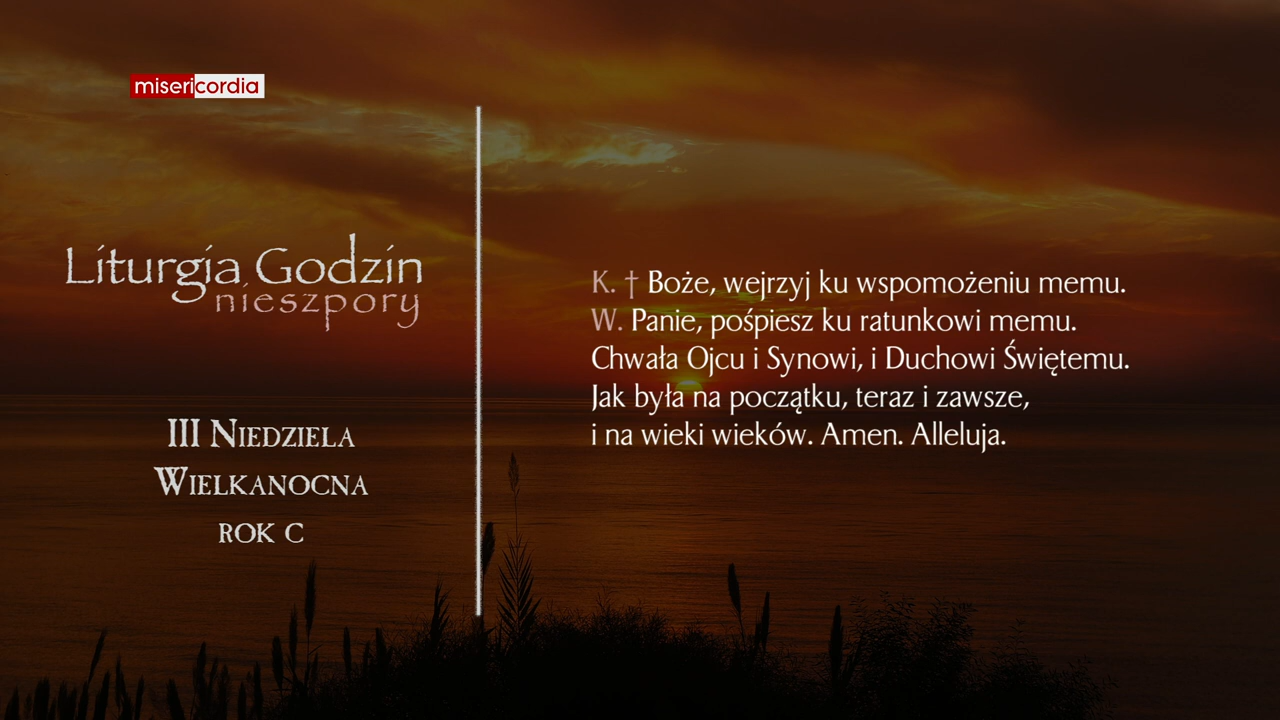 misericordia
Liturgia Godzin
nieszpory
III Niedziela
Wielkanocna
rok C
K. † Boże, wejrzyj ku wspomożeniu memu.
W. Panie, pośpiesz ku ratunkowi memu.
Chwała Ojcu i Synowi, i Duchowi Świętemu.
Jak była na początku, teraz i zawsze,
i na wieki wieków. Amen. Alleluja.